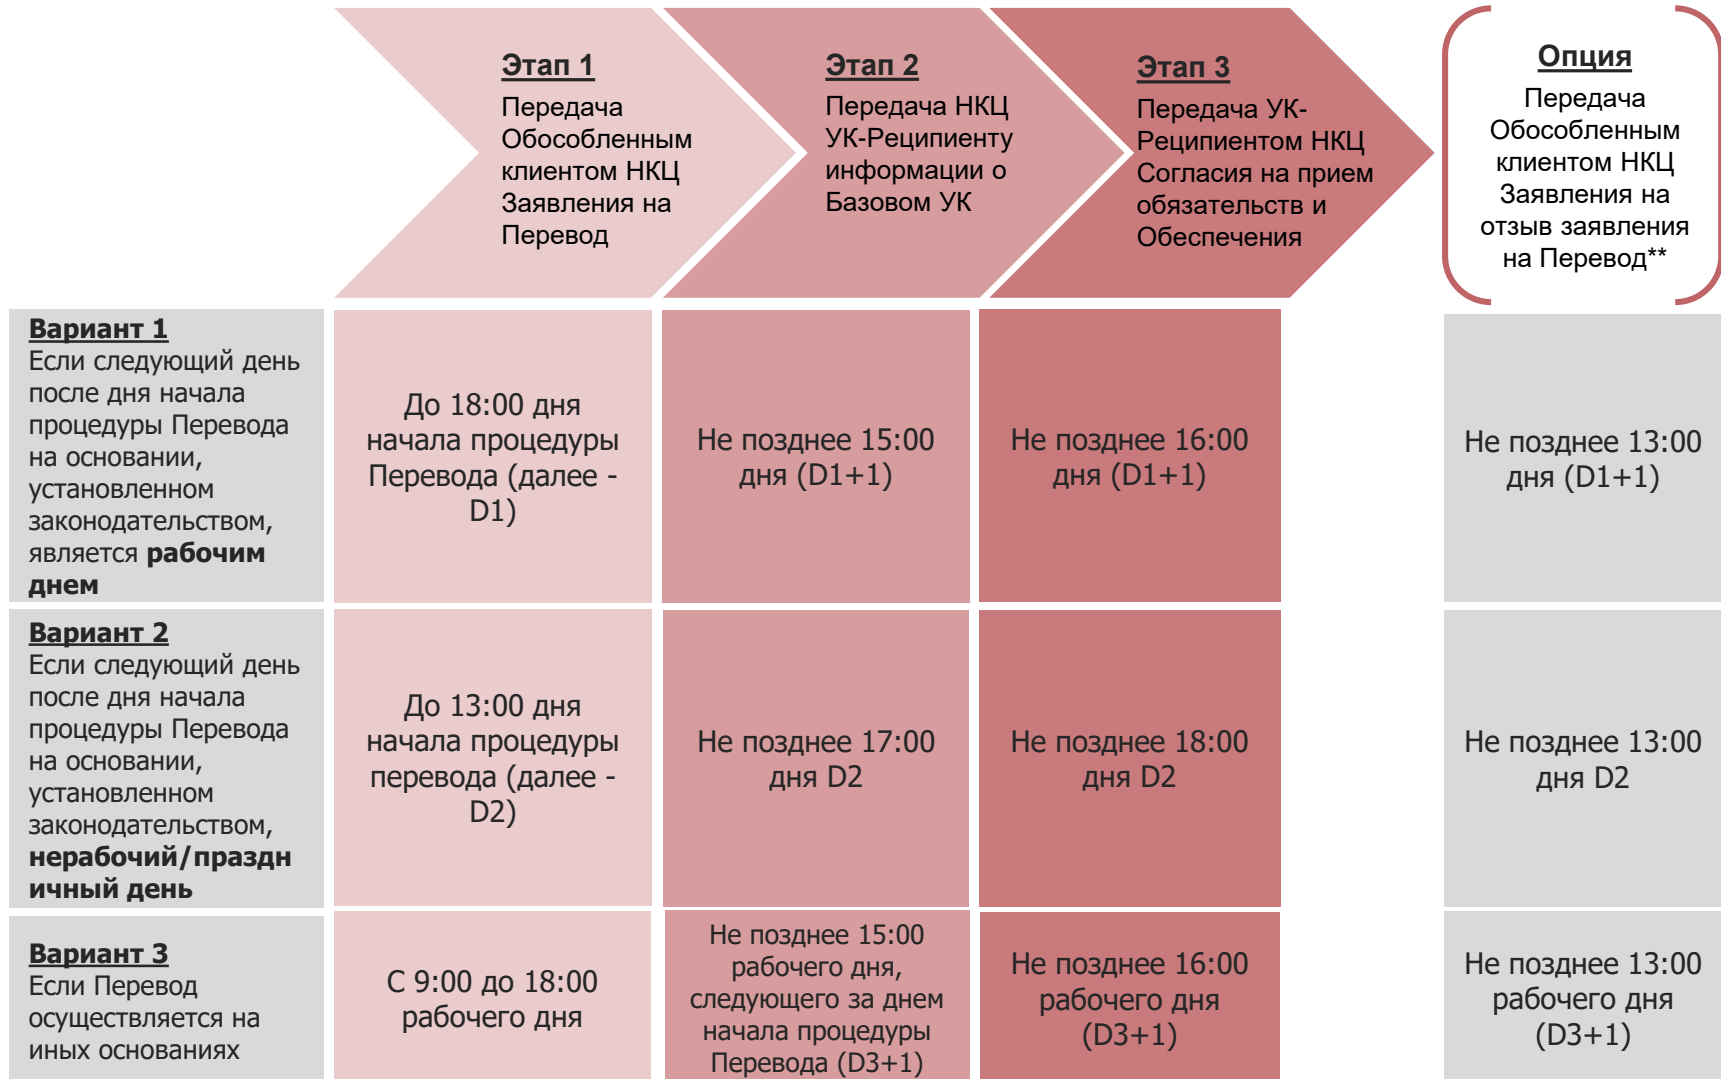 Этап 1
Передача
Обособленным
клиентом НКЦ
Заявления на
Перевод
Этап 2
Передача НКЦ
УК-Реципиенту
информации о
Базовом УК
Этап 3
Передача УК-
Реципиентом НКЦ
Согласия на прием
обязательств и
Обеспечения
Опция
Передача
Обособленным
клиентом НКЦ
Заявления на
отзыв заявления
на Перевод**
Вариант 1
Если следующий день
после дня начала
процедуры Перевода
на основании,
установленном
законодательством,
является рабочим
днем
До 18:00 дня
начала процедуры
Перевода (далее -
D1)
Не позднее 15:00
дня (D1+1)
Не позднее 16:00
дня (D1+1)
Не позднее 13:00
дня (D1+1)
Вариант 2
Если следующий день
после дня начала
процедуры Перевода
на основании,
установленном
законодательством,
нерабочий/праздн
ичный день
До 13:00 дня
начала процедуры
перевода (далее -
D2)
Не позднее 17:00
дня D2
Не позднее 18:00
дня D2
Не позднее 13:00
дня D2
Вариант 3
Если Перевод
осуществляется на
иных основаниях
С 9:00 до 18:00
рабочего дня
Не позднее 15:00
рабочего дня,
следующего за днем
начала процедуры
Перевода (D3+1)
Не позднее 16:00
рабочего дня
(D3+1)
Не позднее 13:00
рабочего дня
(D3+1)